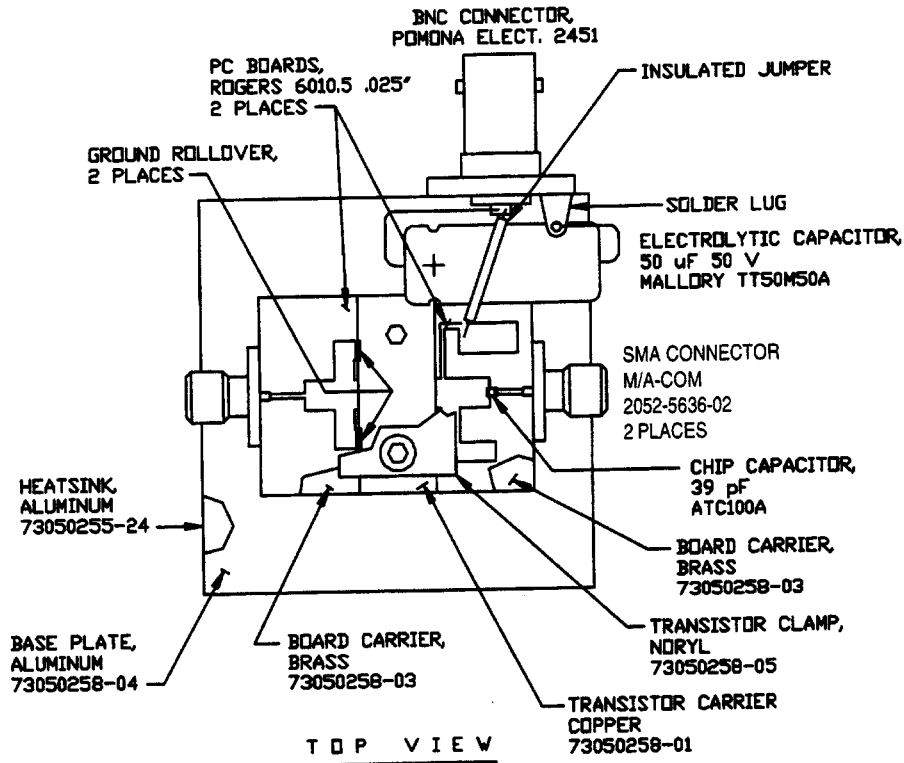 BNC CONNECTOR,
POMONA ELECT. 2451
PC BOARDS,
ROGERS 6010.5 .025"
2 PLACES
INSULATED JUMPER
GROUND ROLLOVER,
2 PLACES
SOLDER LUG
ELECTROLYTIC CAPACITOR,
50 uF 50 V
MALLORY TT50M50A
SMA CONNECTOR
M/A-COM
2052-5636-02
2 PLACES
CHIP CAPACITOR,
39 pF
ATC100A
HEATSINK,
ALUMINUM
73050255-24
BOARD CARRIER,
BRASS
73050258-03
BASE PLATE,
ALUMINUM
73050258-04
BOARD CARRIER,
BRASS
73050258-03
TRANSISTOR CLAMP,
NORYL
73050258-05
TRANSISTOR CARRIER
COPPER
73050258-01
TOP VIEW